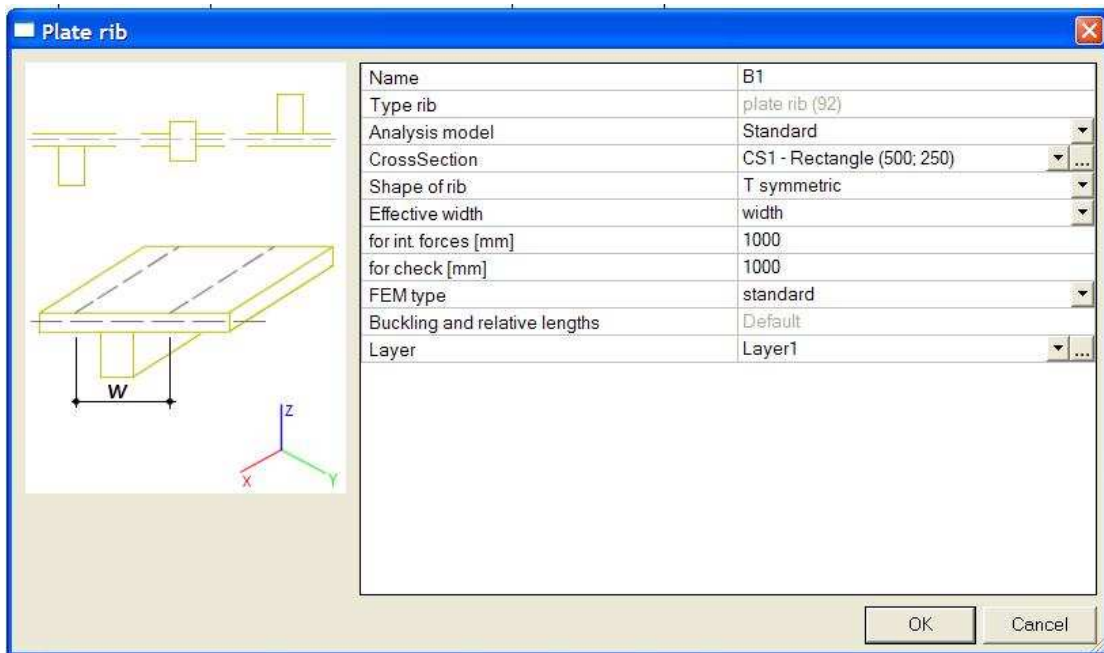 Plate rib
Name B1
Type rib plate rib (92)
Analysis model Standard
CrossSection CS1 - Rectangle (500; 250) ...
Shape of rib T symmetric
Effective width width
for int. forces [mm] 1000
for check [mm] 1000
FEM type standard
Buckling and relative lengths Default
Layer Layer1 ...
W
Z
X Y
OK Cancel